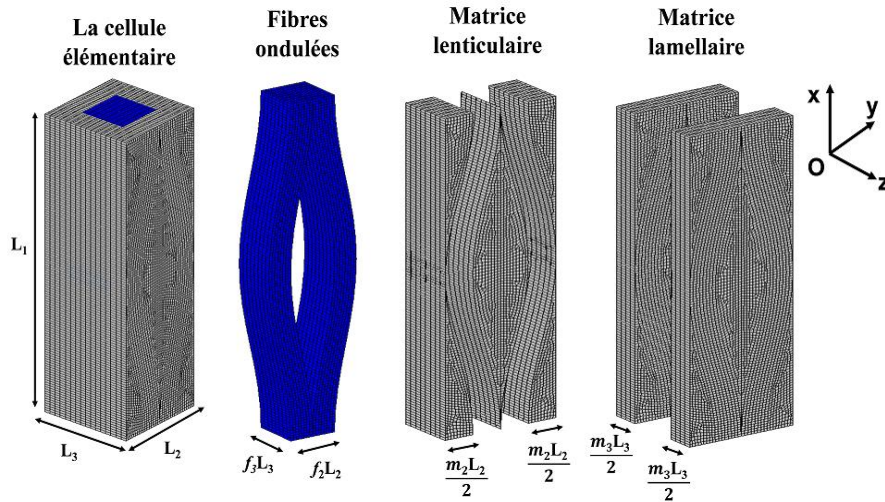 La cellule
élémentaire
Fibres
ondulées
Matrice
lenticulaire
Matrice
lamellaire
x
y
O
z
L₁
L₃
L₂
f₃L₃
f₂L₂
m₂L₂
2
m₂L₂
2
m₃L₃
2
m₃L₃
2